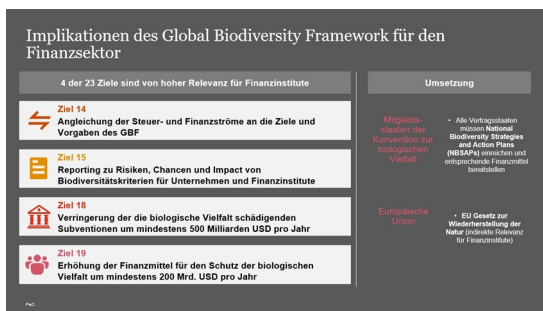 Implikationen des Global Biodiversity Framework für den
Finanzsektor
4 der 23 Ziele sind von hoher Relevanz für Finanzinstitute
Ziel 14
Angleichung der Steuer- und Finanzströme an die Ziele und
Vorgaben des GBF
Ziel 15
Reporting zu Risiken, Chancen und Impact von
Biodiversitätskriterien für Unternehmen und Finanzinstitute
Ziel 18
Verringerung der die biologische Vielfalt schädigenden
Subventionen um mindestens 500 Milliarden USD pro Jahr
Ziel 19
Erhöhung der Finanzmittel für den Schutz der biologischen
Vielfalt um mindestens 200 Mrd. USD pro Jahr
Umsetzung
Mitglieds-
staaten der
Konvention zur
biologischen
Vielfalt
• Alle Vertragsstaaten
müssen National
Biodiversity Strategies
and Action Plans
(NBSAPs) einreichen und
entsprechende Finanzmittel
bereitstellen
Europäische
Union
• EU Gesetz zur
Wiederherstellung der
Natur (indirekte Relevanz
für Finanzinstitute)
PwC